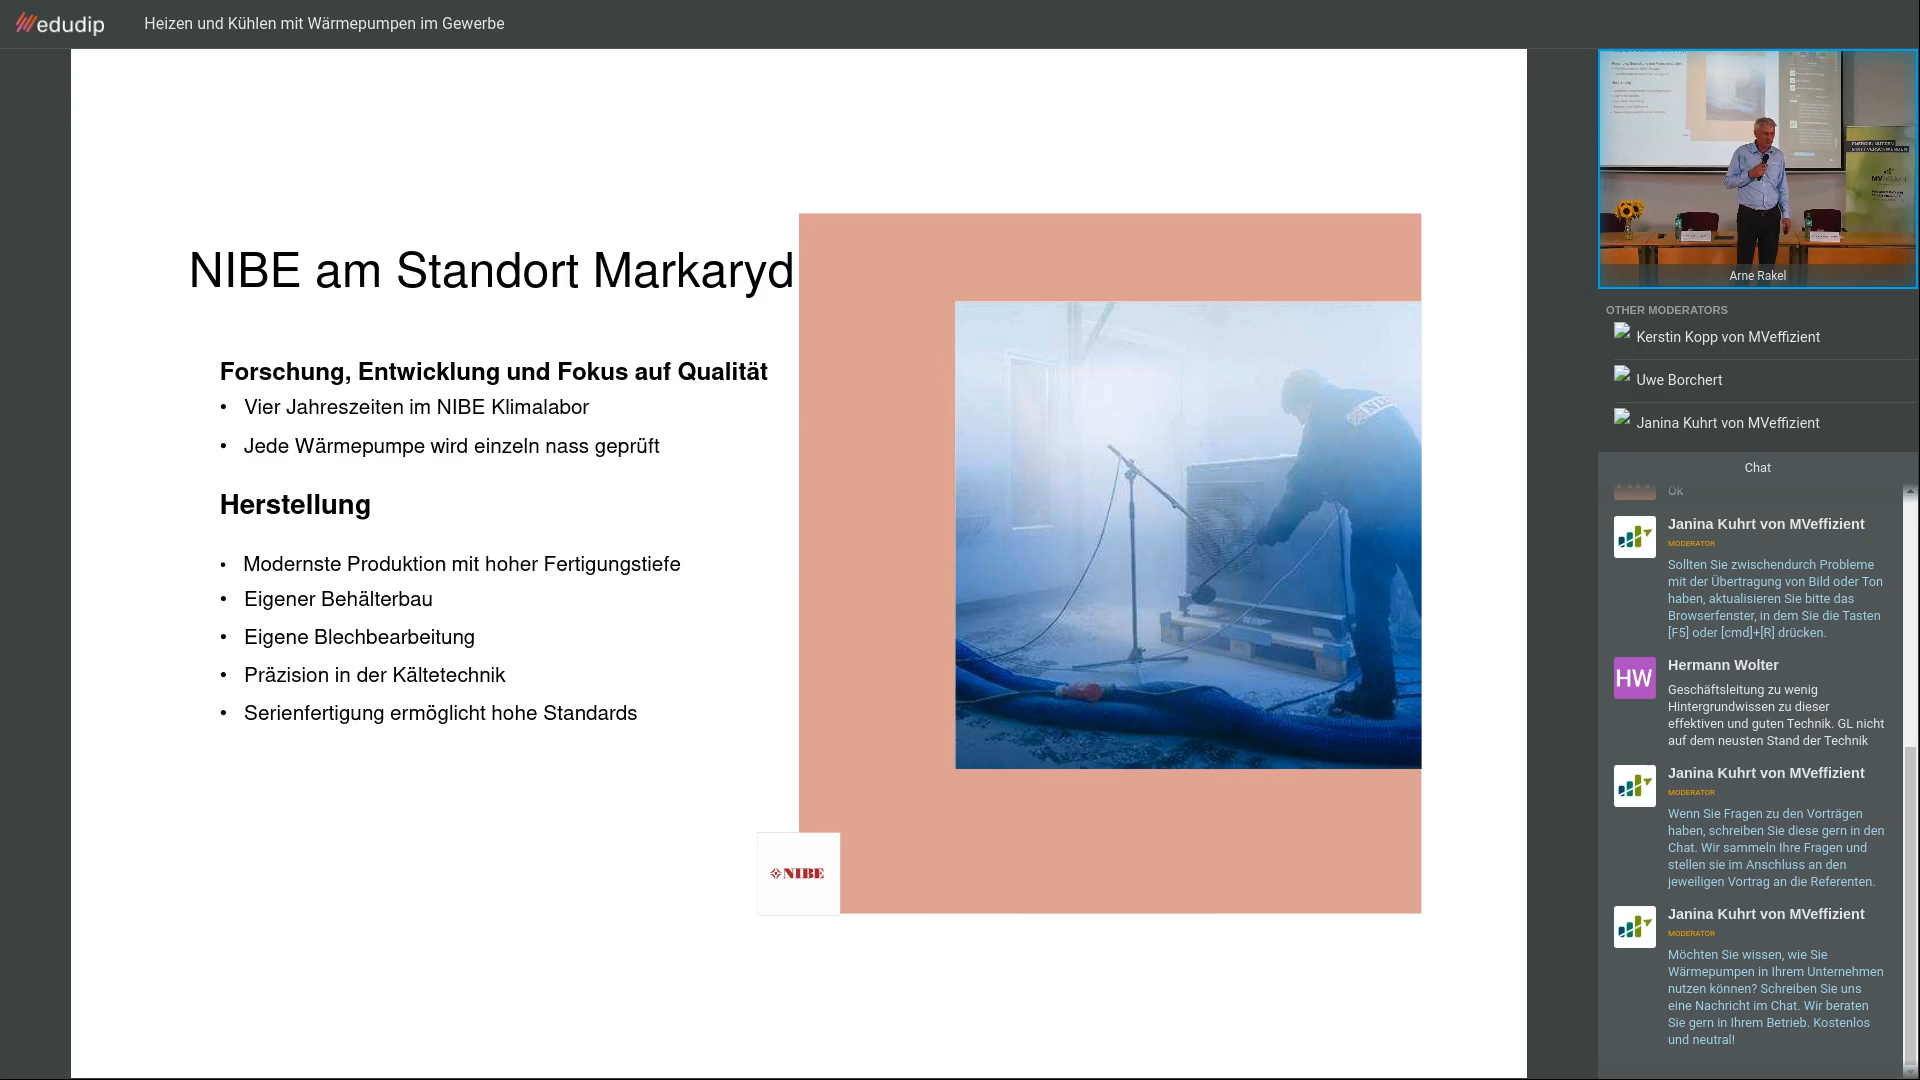 edudip
Heizen und Kühlen mit Wärmepumpen im Gewerbe
NIBE am Standort Markaryd
Forschung, Entwicklung und Fokus auf Qualität
• Vier Jahreszeiten im NIBE Klimalabor
• Jede Wärmepumpe wird einzeln nass geprüft
Herstellung
• Modernste Produktion mit hoher Fertigungstiefe
• Eigener Behälterbau
• Eigene Blechbearbeitung
• Präzision in der Kältetechnik
• Serienfertigung ermöglicht hohe Standards
NIBE
Arne Rakel
OTHER MODERATORS
Kerstin Kopp von MVeffizient
Uwe Borchert
Janina Kuhrt von MVeffizient
Chat
Ok
Janina Kuhrt von MVeffizient
MODERATOR
Sollten Sie zwischendurch Probleme
mit der Übertragung von Bild oder Ton
haben, aktualisieren Sie bitte das
Browserfenster, in dem Sie die Tasten
[F5] oder [cmd]+[R] drücken.
HW
Hermann Wolter
Geschäftsleitung zu wenig
Hintergrundwissen zu dieser
effektiven und guten Technik. GL nicht
auf dem neusten Stand der Technik
Janina Kuhrt von MVeffizient
MODERATOR
Wenn Sie Fragen zu den Vorträgen
haben, schreiben Sie diese gern in den
Chat. Wir sammeln Ihre Fragen und
stellen sie im Anschluss an den
jeweiligen Vortrag an die Referenten.
Janina Kuhrt von MVeffizient
MODERATOR
Möchten Sie wissen, wie Sie
Wärmepumpen in Ihrem Unternehmen
nutzen können? Schreiben Sie uns
eine Nachricht im Chat. Wir beraten
Sie gern in Ihrem Betrieb. Kostenlos
und neutral!